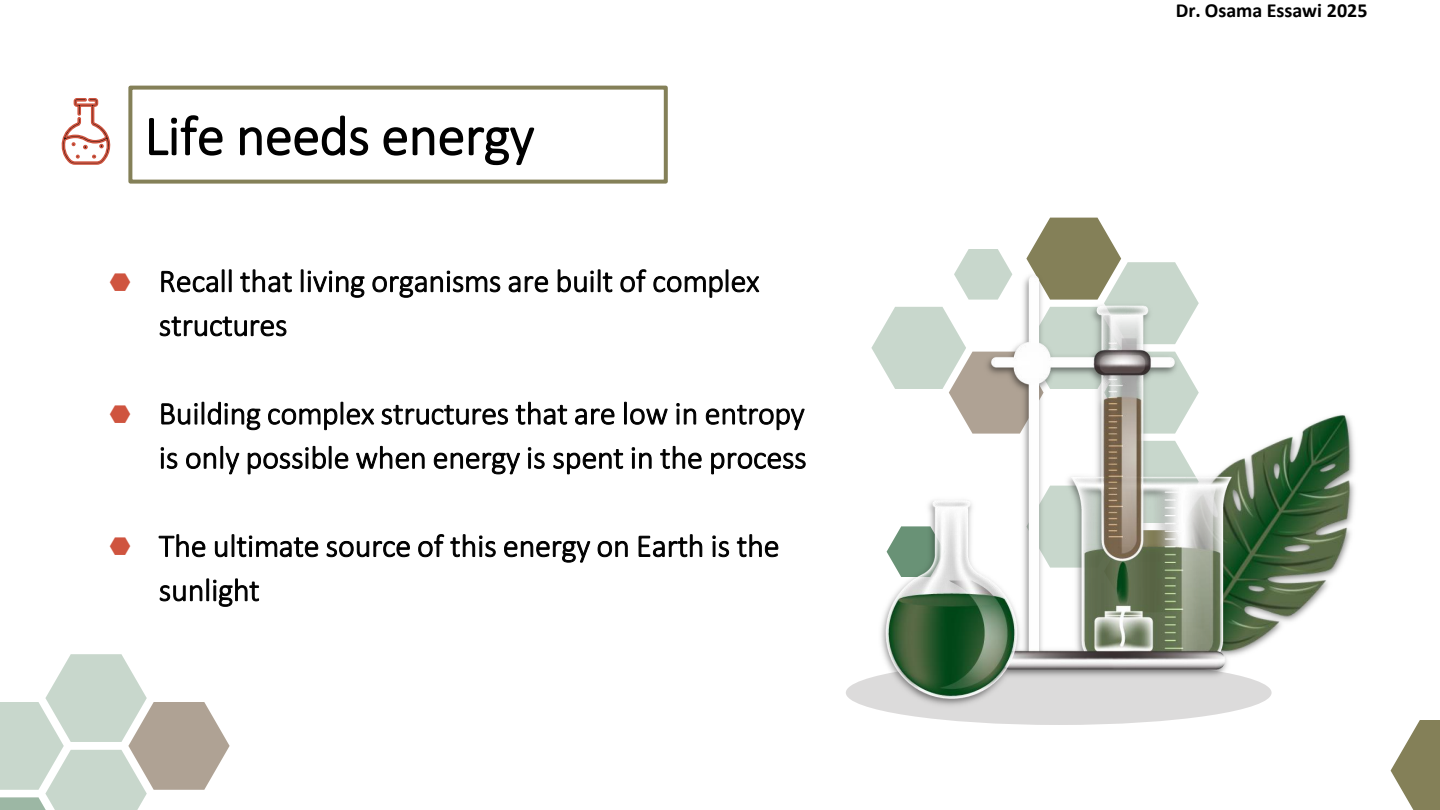 Dr. Osama Essawi 2025
Life needs energy
Recall that living organisms are built of complex
structures
Building complex structures that are low in entropy
is only possible when energy is spent in the process
The ultimate source of this energy on Earth is the
sunlight